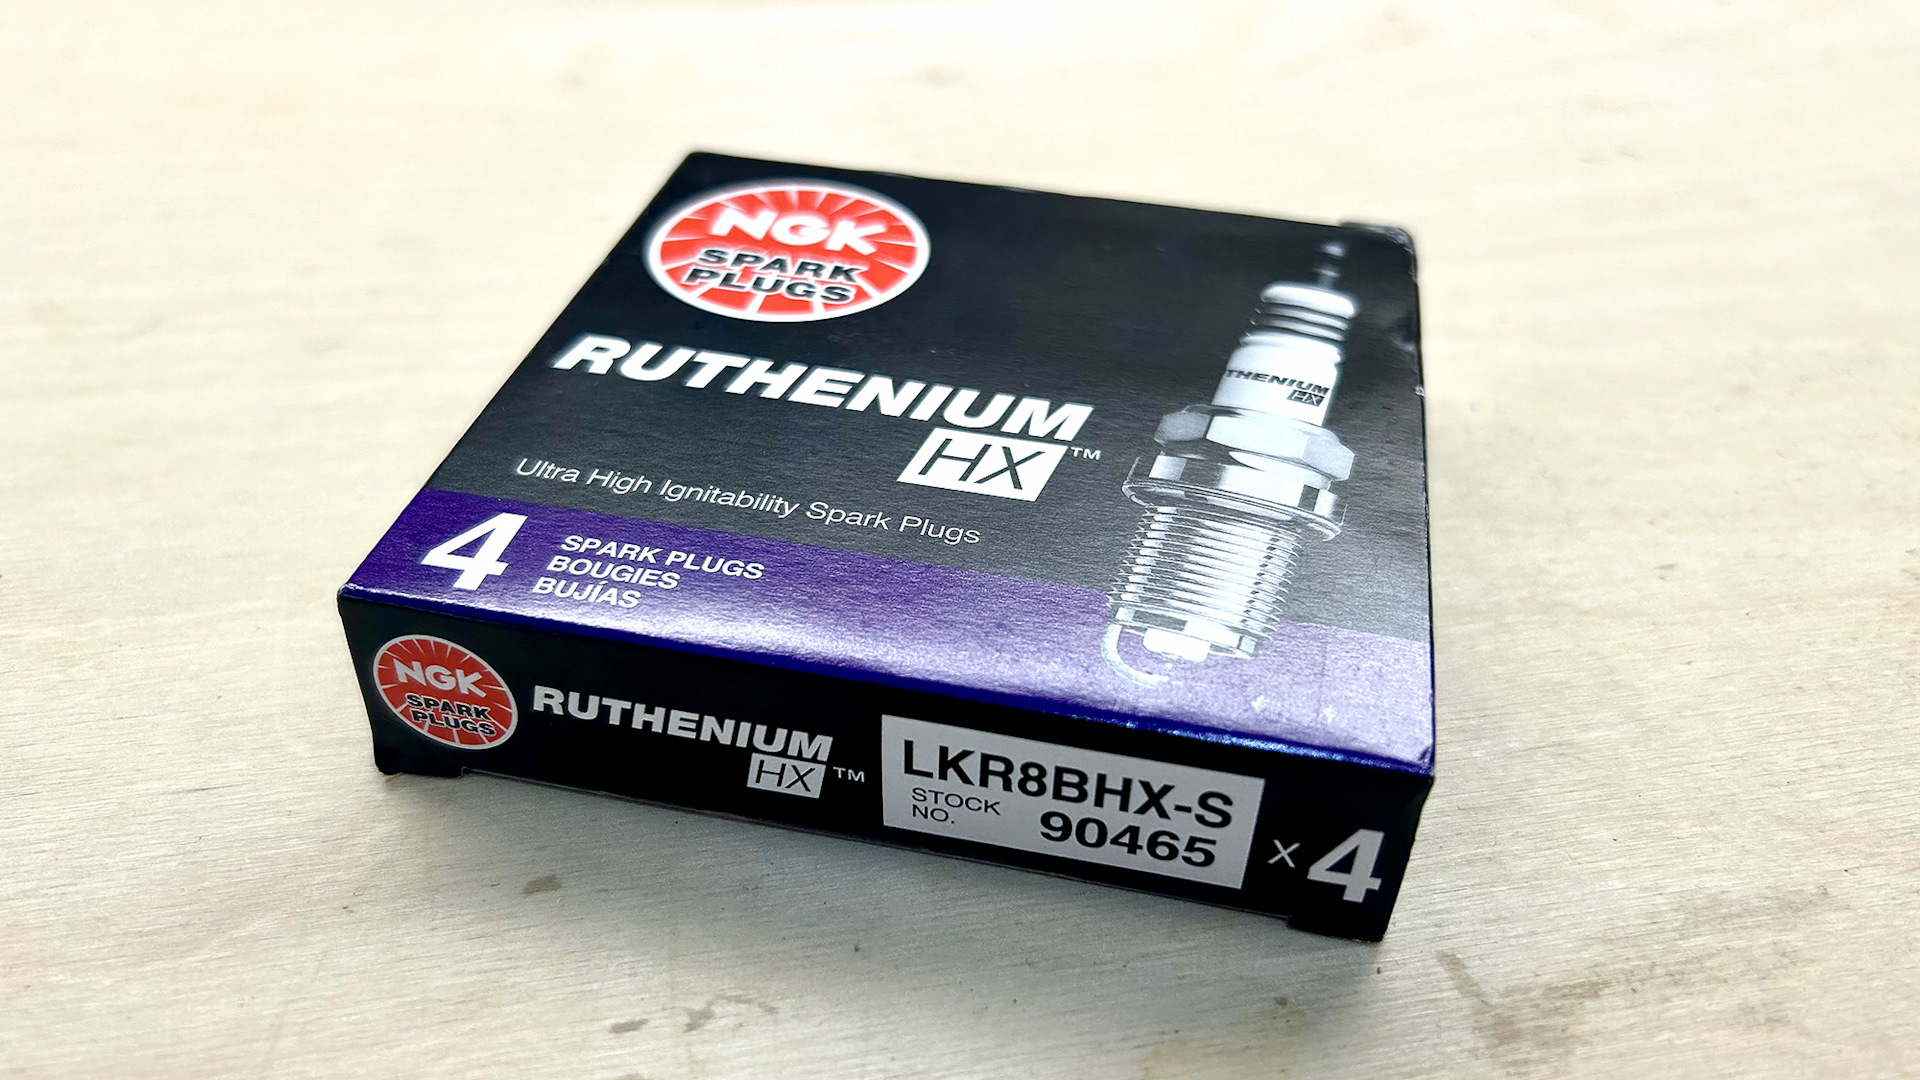 NGK
SPARK
PLUGS
RUTHENIUM
HX™
Ultra High Ignitability Spark Plugs
4
SPARK PLUGS
BOUGIES
BUJÍAS
THENIUM
HX
NGK
SPARK
PLUGS
RUTHENIUM
HX™
LKR8BHX-S
STOCK
NO. 90465
x 4